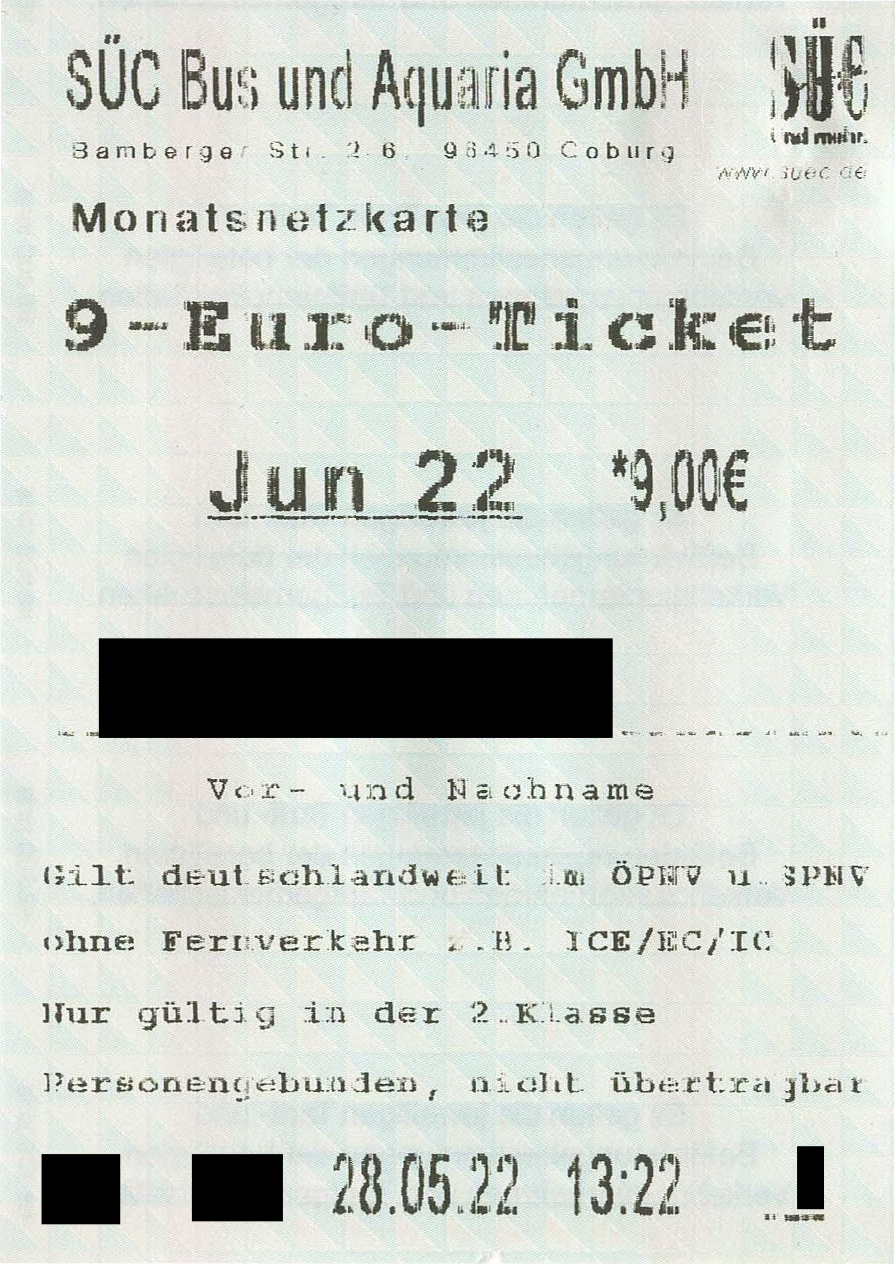 SÜC Bus und Aquaria GmbH
SÜC
und mehr.
Bamberger Str. 2-6, 96450 Coburg
www.suec.de
Monatsnetzkarte
9-Euro-Ticket
Jun 22 *9,00€
Vor- und Nachname
Gilt deutschlandweit im ÖPNV u.SPNV
ohne Fernverkehr z.B. ICE/EC/IC
Nur gültig in der 2.Klasse
Personengebunden, nicht übertragbar
28.05.22 13:22